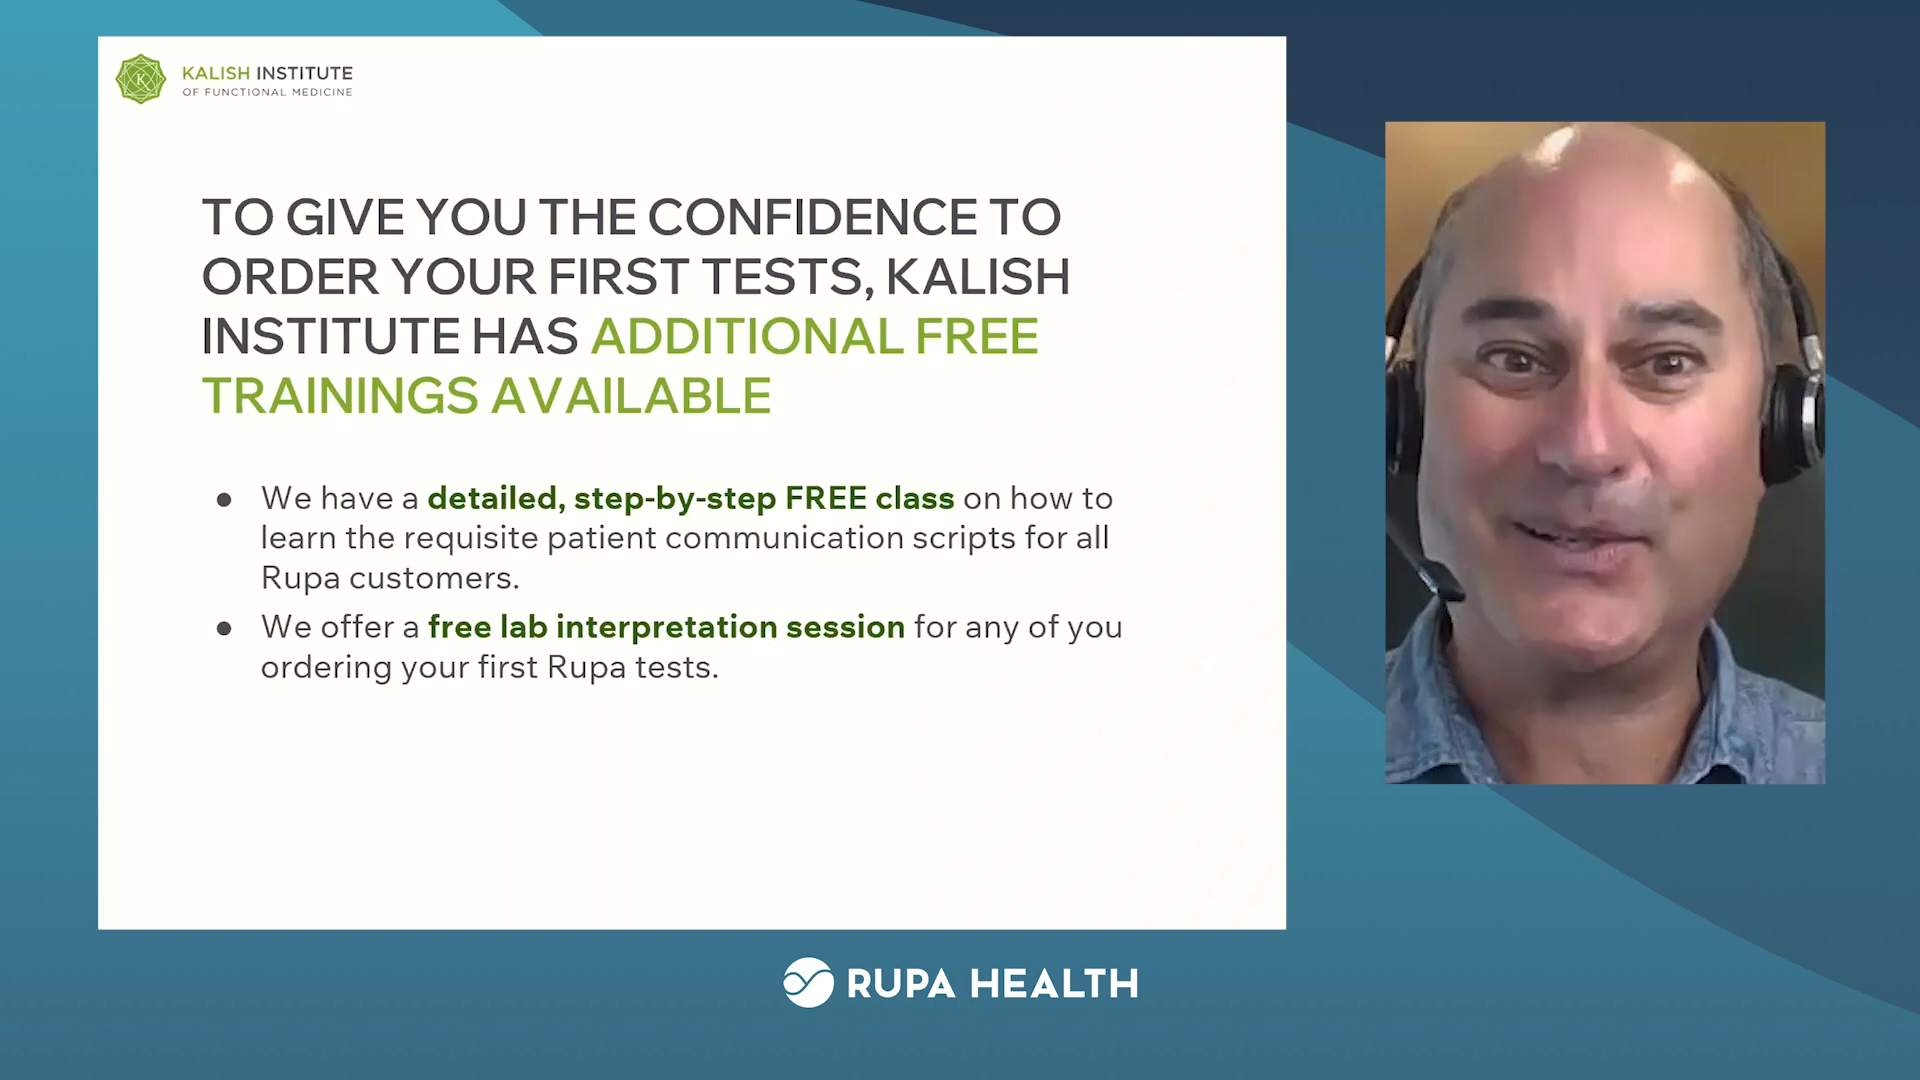 KALISH INSTITUTE
OF FUNCTIONAL MEDICINE
TO GIVE YOU THE CONFIDENCE TO
ORDER YOUR FIRST TESTS, KALISH
INSTITUTE HAS ADDITIONAL FREE
TRAININGS AVAILABLE
● We have a detailed, step-by-step FREE class on how to
learn the requisite patient communication scripts for all
Rupa customers.
● We offer a free lab interpretation session for any of you
ordering your first Rupa tests.
RUPA HEALTH